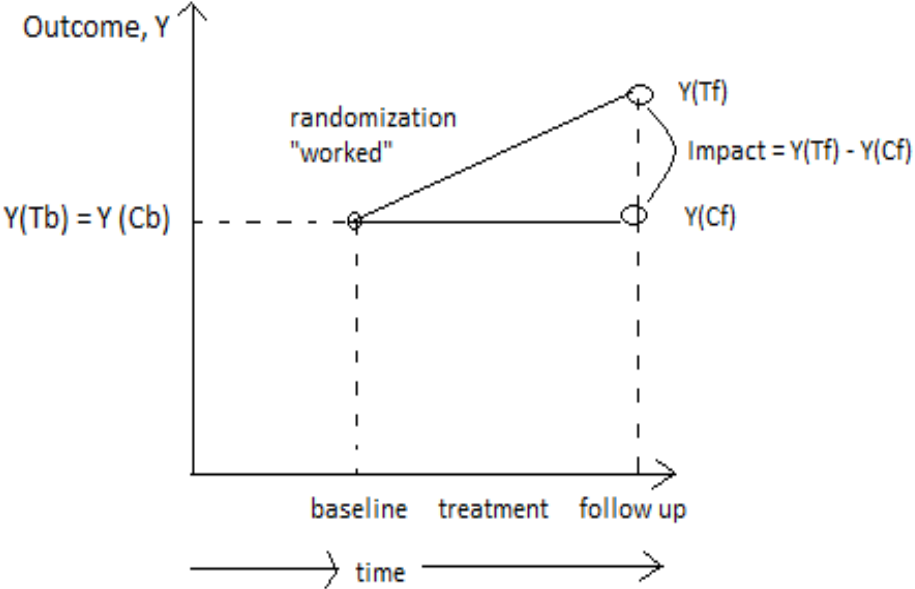 Outcome, Y
Y(Tf)
randomization
"worked"
Impact = Y(Tf) - Y(Cf)
Y(Tb) = Y (Cb)
Y(Cf)
baseline treatment follow up
time